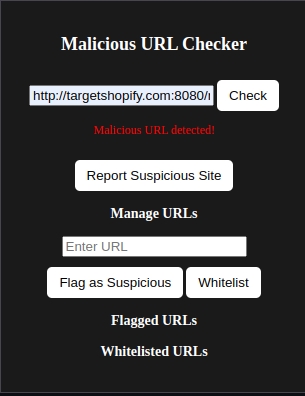 Malicious URL Checker
http://targetshopify.com:8080/
Check
Malicious URL detected!
Report Suspicious Site
Manage URLs
Enter URL
Flag as Suspicious Whitelist
Flagged URLs
Whitelisted URLs